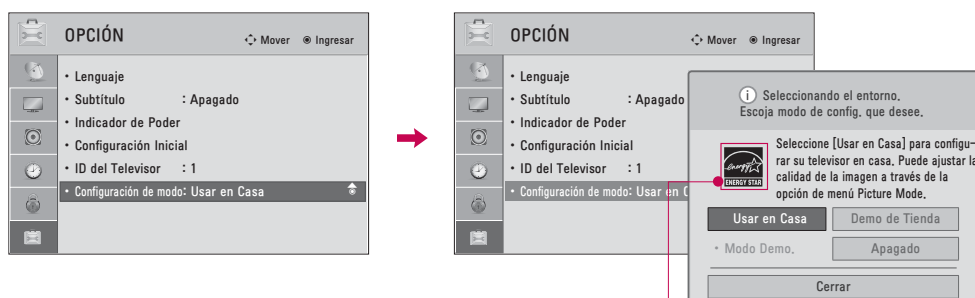 OPCIÓN
Mover
Ingresar
• Lenguaje
• Subtítulo : Apagado
• Indicador de Poder
• Configuración Inicial
• ID del Televisor : 1
• Configuración de modo: Usar en Casa
OPCIÓN
Mover
Ingresar
• Lenguaje
• Subtítulo : Apagado
• Indicador de Poder
• Configuración Inicial
• ID del Televisor : 1
• Configuración de modo: Usar en C
i Seleccionando el entorno.
Escoja modo de config. que desee.
energy
ENERGY STAR
Seleccione [Usar en Casa] para configu-
rar su televisor en casa. Puede ajustar la
calidad de la imagen a través de la
opción de menú Picture Mode.
Usar en Casa
Demo de Tienda
• Modo Demo.
Apagado
Cerrar